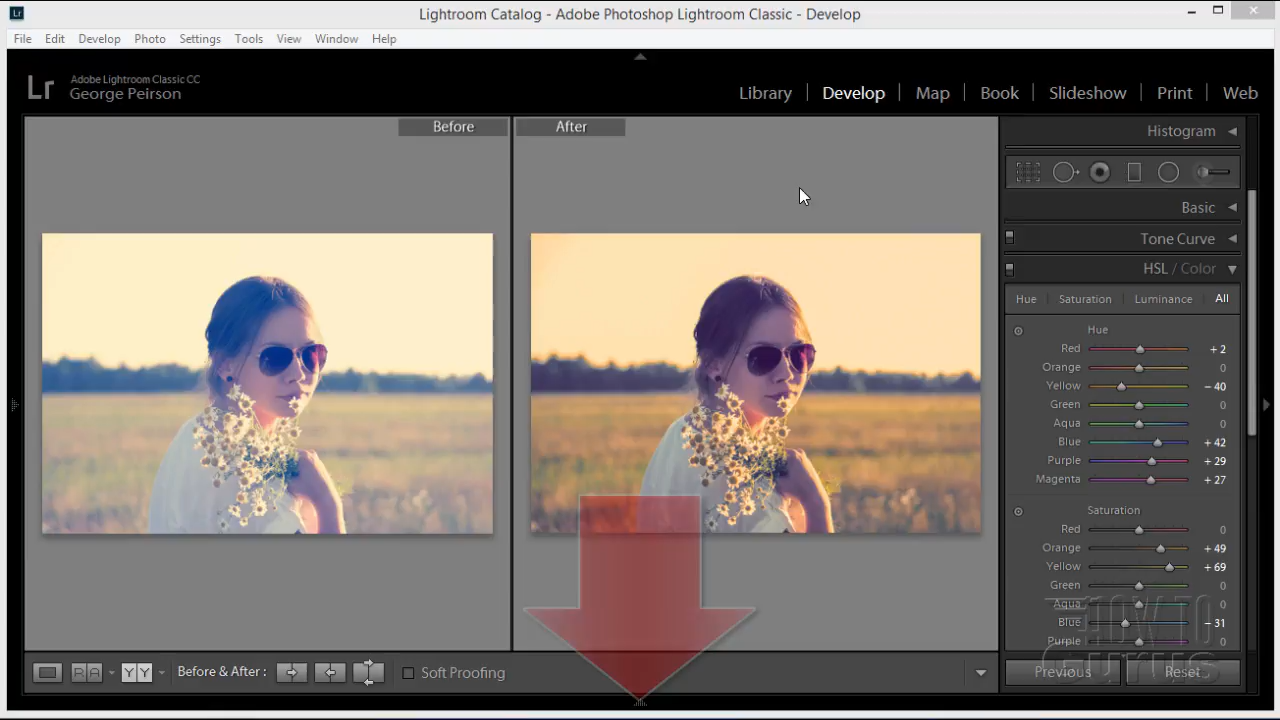 Lr
Lightroom Catalog - Adobe Photoshop Lightroom Classic - Develop
File Edit Develop Photo Settings Tools View Window Help
Lr
Adobe Lightroom Classic CC
George Peirson
Library Develop Map Book Slideshow Print Web
Before After
Histogram
Basic
Tone Curve
HSL / Color
Hue Saturation Luminance All
Hue
Red + 2
Orange 0
Yellow - 40
Green 0
Aqua 0
Blue + 42
Purple + 29
Magenta + 27
Saturation
Red 0
Orange + 49
Yellow + 69
Green 0
Aqua 0
Blue - 31
Purple 0
HOW TO
Gurus
R A Y Y Before & After : Soft Proofing
Previous Reset